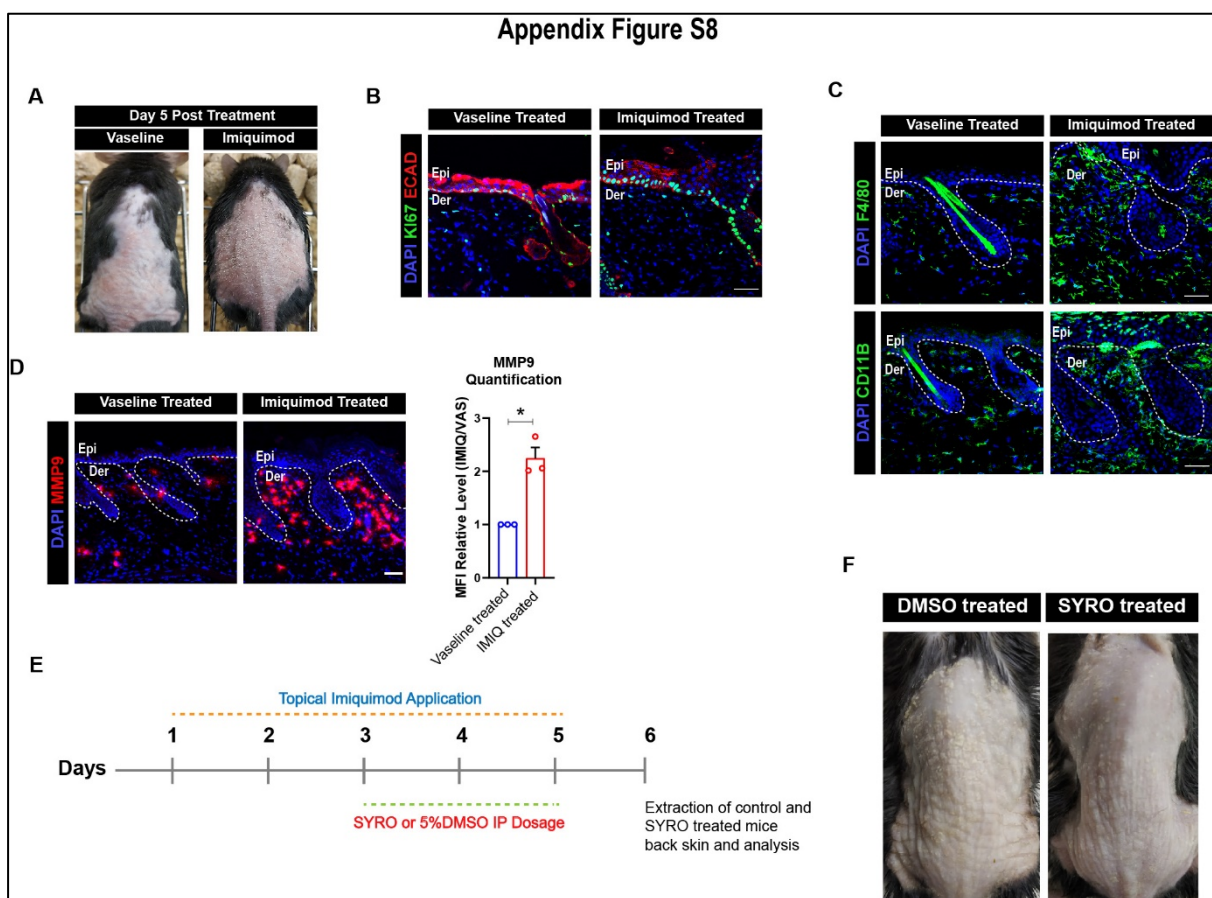 Appendix Figure S8
A
Day 5 Post Treatment
Vaseline
Imiquimod
B
Vaseline Treated
Imiquimod Treated
DAPI KI67 ECAD
Epi
Der
Epi
Der
C
Vaseline Treated
Imiquimod Treated
DAPI F4/80
Epi
Der
Epi
Der
DAPI CD11B
Epi
Der
Epi
Der
D
Vaseline Treated
Imiquimod Treated
DAPI MMP9
Epi
Der
Epi
Der
MMP9
Quantification
MFI Relative Level (IMIQ/VAS)
3
2
1
0
*
Vaseline treated
IMIQ treated
E
Topical Imiquimod Application
1 2 3 4 5 6
Days
SYRO or 5%DMSO IP Dosage
Extraction of control and
SYRO treated mice
back skin and analysis
F
DMSO treated
SYRO treated